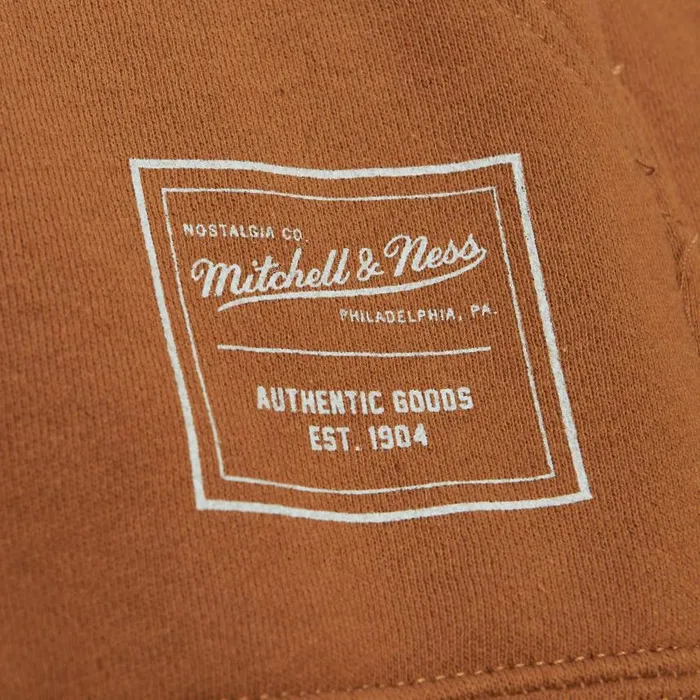 NOSTALGIA CO.
Mitchell & Ness
PHILADELPHIA, PA.
AUTHENTIC GOODS
EST. 1904